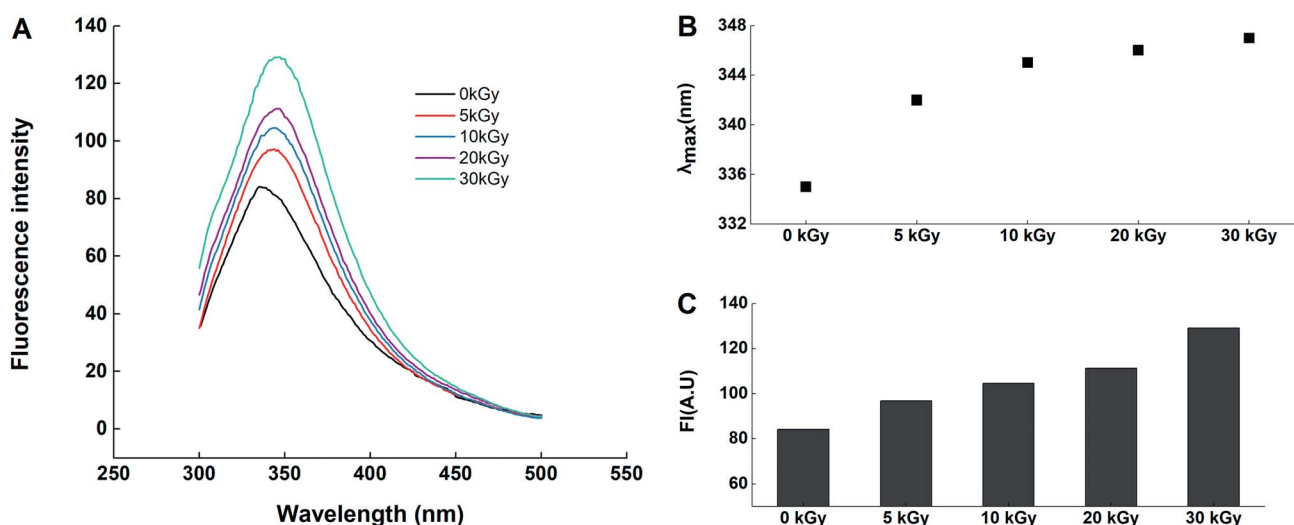 A
Fluorescence intensity
140
120
100
80
60
40
20
0
250
300
350
400
450
500
550
Wavelength (nm)
0kGy
5kGy
10kGy
20kGy
30kGy
B
λmax(nm)
348
344
340
336
332
0 kGy
5 kGy
10 kGy
20 kGy
30 kGy
C
FI(A.U)
140
120
100
80
60
0 kGy
5 kGy
10 kGy
20 kGy
30 kGy